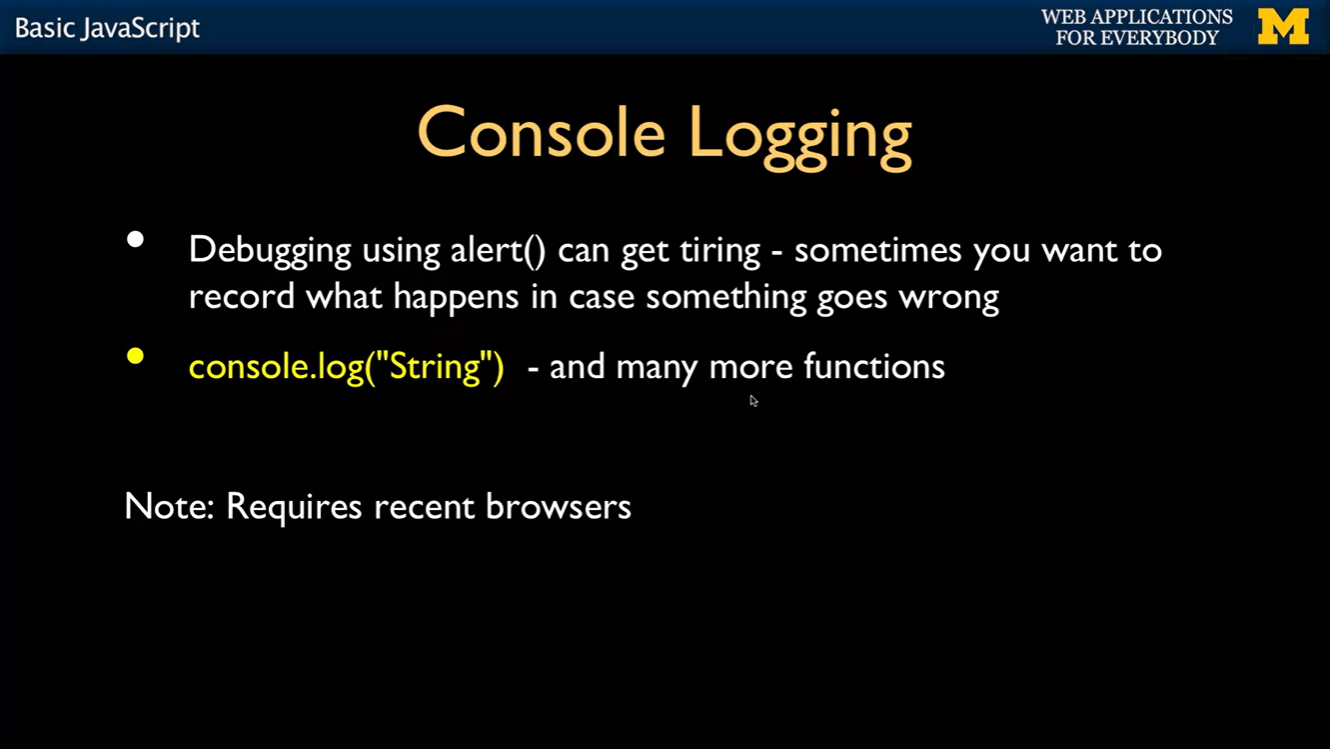 Basic JavaScript
WEB APPLICATIONS
FOR EVERYBODY
M
Console Logging
• Debugging using alert() can get tiring - sometimes you want to
record what happens in case something goes wrong
• console.log("String") - and many more functions
Note: Requires recent browsers